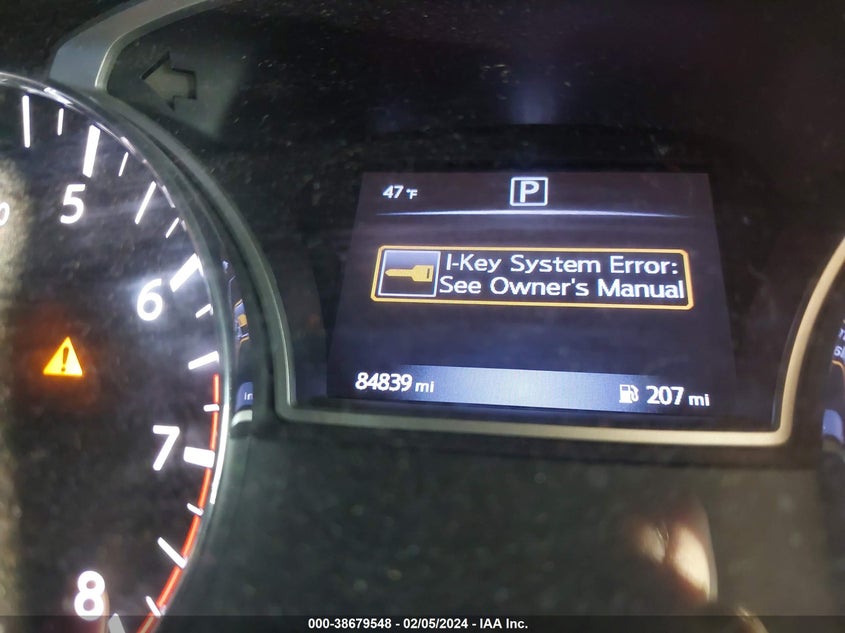 47°F
P
I-Key System Error:
See Owner's Manual
84839 mi
207 mi
5
6
7
8
000-38679548 - 02/05/2024 - IAA Inc.